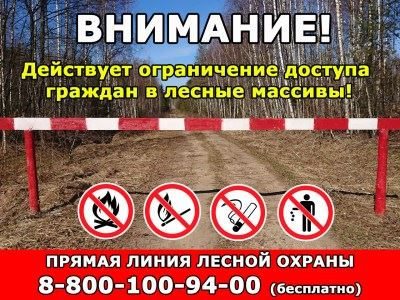 ВНИМАНИЕ!
Действует ограничение доступа
граждан в лесные массивы!
ПРЯМАЯ ЛИНИЯ ЛЕСНОЙ ОХРАНЫ
8-800-100-94-00 (бесплатно)